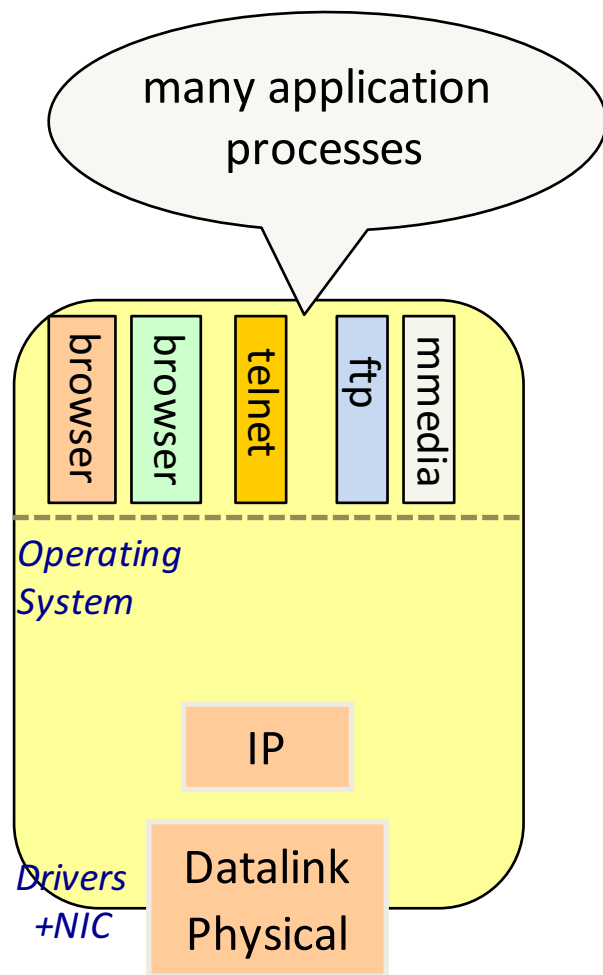 many application
processes
browser
browser
telnet
ftp
mmedia
Operating
System
IP
Datalink
Physical
Drivers
+NIC